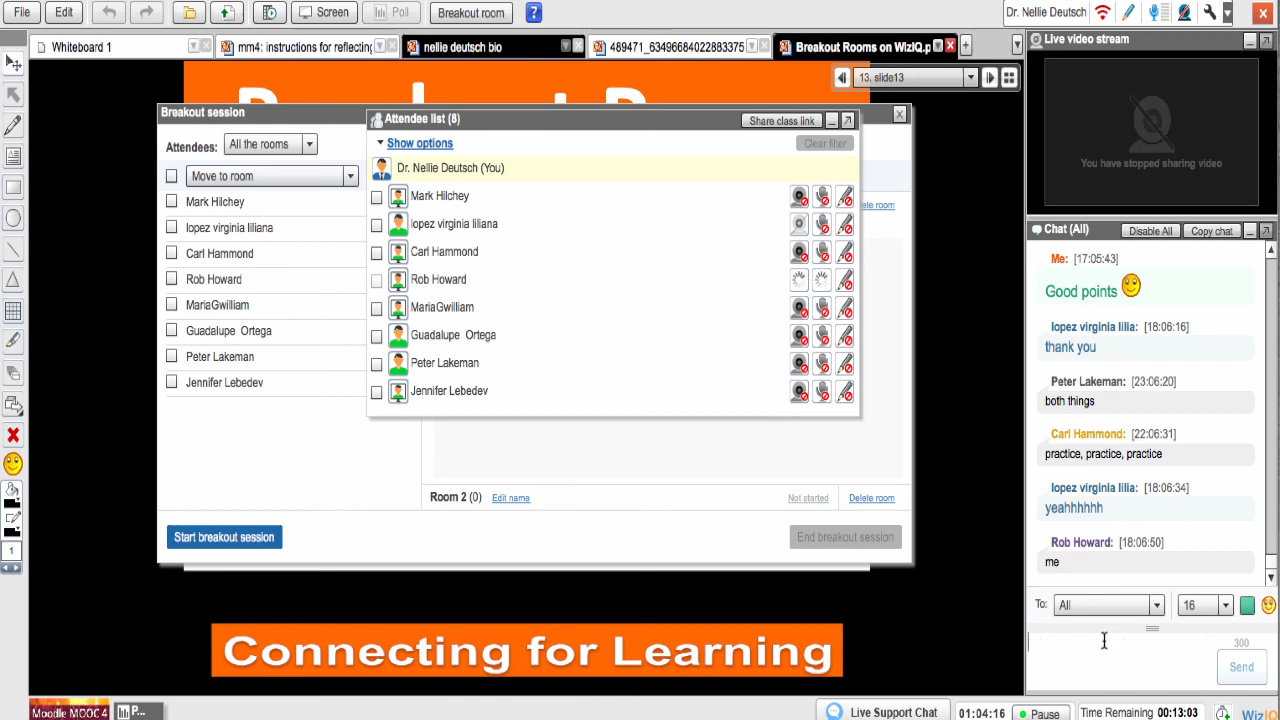 File Edit Screen Poll Breakout room ? Dr. Nellie Deutsch
Whiteboard 1 mm4: instructions for reflecting nellie deutsch bio 489471_63496684022883375 Breakout Rooms on WizIQ.p
13. slide13
Live video stream
You have stopped sharing video
Breakout session
Attendees: All the rooms
Move to room
Mark Hilchey
lopez virginia liliana
Carl Hammond
Rob Howard
MariaGwilliam
Guadalupe Ortega
Peter Lakeman
Jennifer Lebedev
Attendee list (8) Share class link
Show options Clear filter
Dr. Nellie Deutsch (You)
Mark Hilchey
lopez virginia liliana
Carl Hammond
Rob Howard
MariaGwilliam
Guadalupe Ortega
Peter Lakeman
Jennifer Lebedev
lete room
Room 2 (0) Edit name Not started Delete room
Start breakout session End breakout session
Connecting for Learning
Chat (All) Disable All Copy chat
Me: [17:05:43]
Good points
lopez virginia lilia: [18:06:16]
thank you
Peter Lakeman: [23:06:20]
both things
Carl Hammond: [22:06:31]
practice, practice, practice
lopez virginia lilia: [18:06:34]
yeahhhhhh
Rob Howard: [18:06:50]
me
To: All 16
300
Send
1
Moodle MOOC 4 P... Live Support Chat 01:04:16 Pause Time Remaining 00:13:03 WizIQ